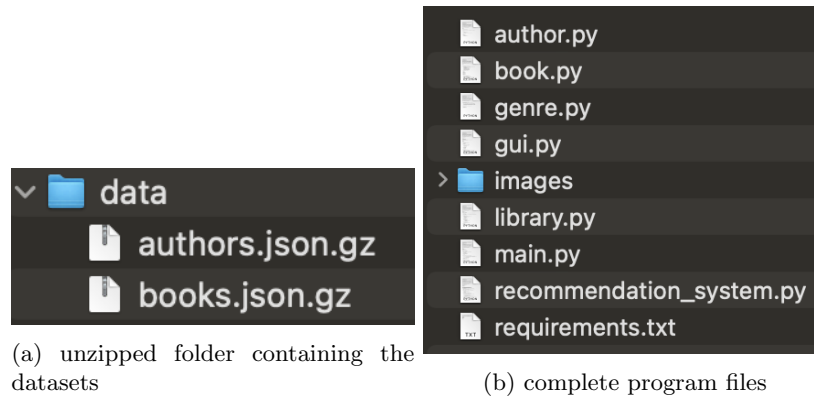 data
authors.json.gz
books.json.gz
(a) unzipped folder containing the
datasets
author.py
book.py
genre.py
gui.py
images
library.py
main.py
recommendation_system.py
requirements.txt
(b) complete program files